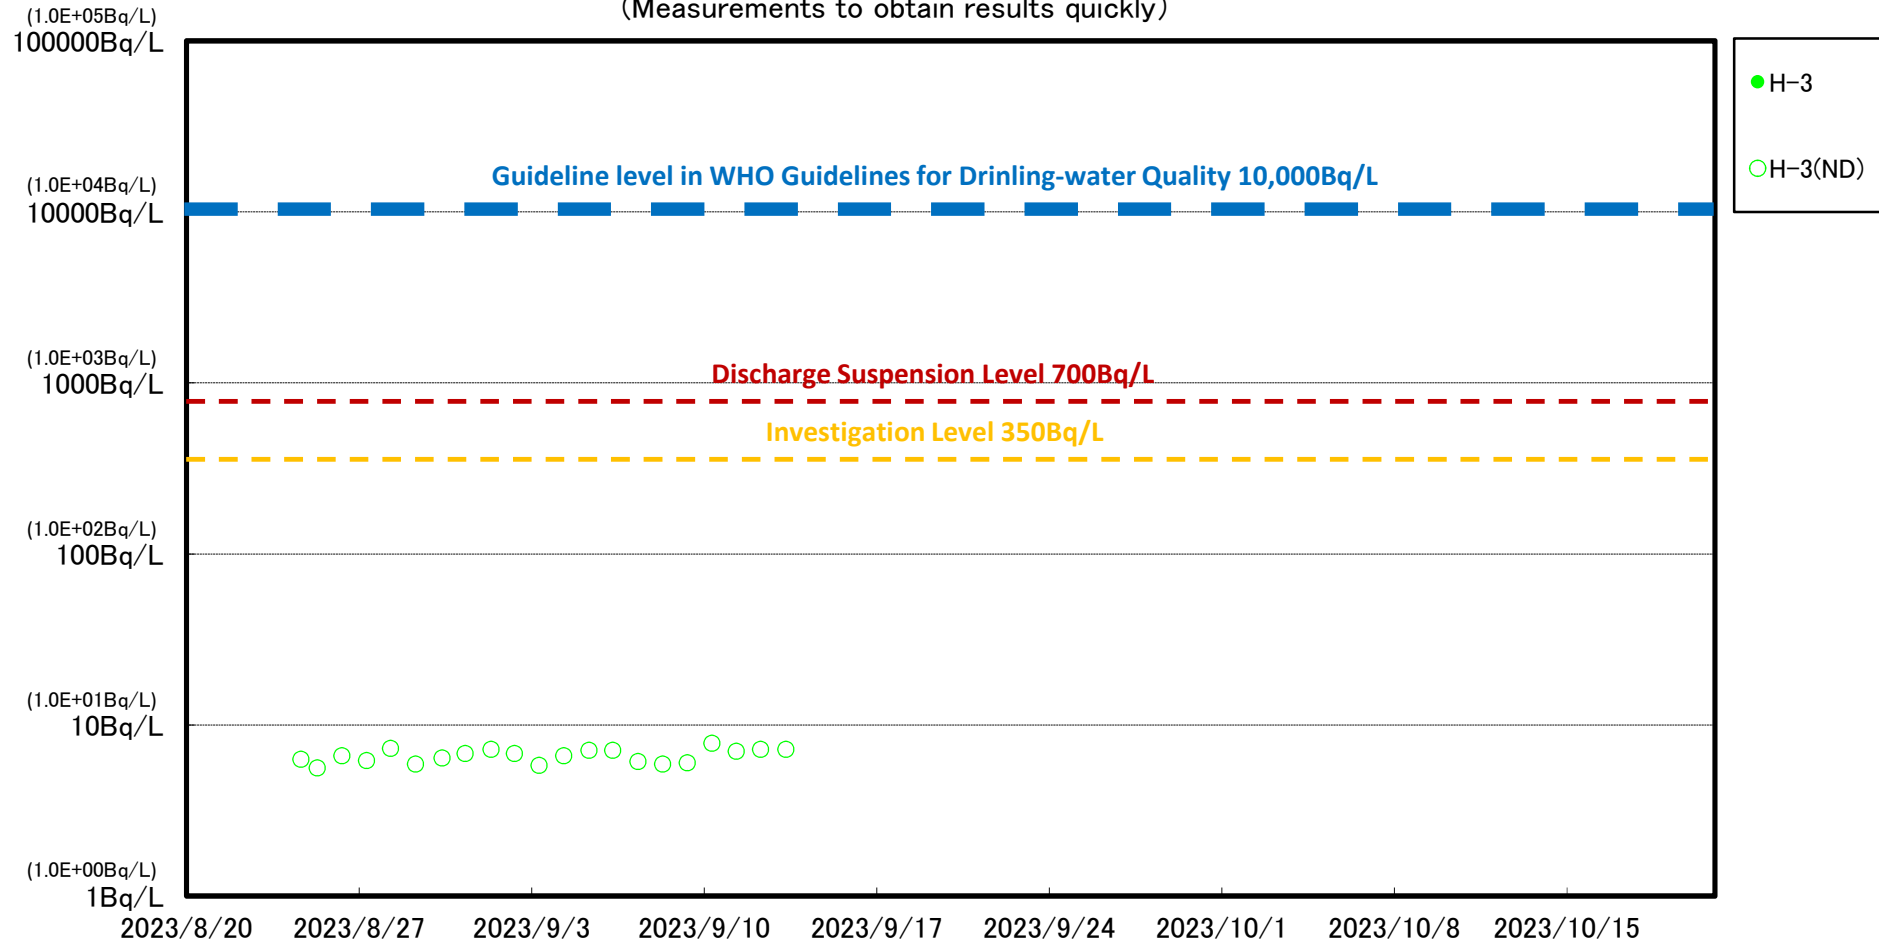 (Measurements to obtain results quickly)
(1.0E+05Bq/L)
100000Bq/L
H-3
H-3(ND)
Guideline level in WHO Guidelines for Drinling-water Quality 10,000Bq/L
(1.0E+04Bq/L)
10000Bq/L
(1.0E+03Bq/L)
1000Bq/L
Discharge Suspension Level 700Bq/L
Investigation Level 350Bq/L
(1.0E+02Bq/L)
100Bq/L
(1.0E+01Bq/L)
10Bq/L
(1.0E+00Bq/L)
1Bq/L
2023/8/20 2023/8/27 2023/9/3 2023/9/10 2023/9/17 2023/9/24 2023/10/1 2023/10/8 2023/10/15